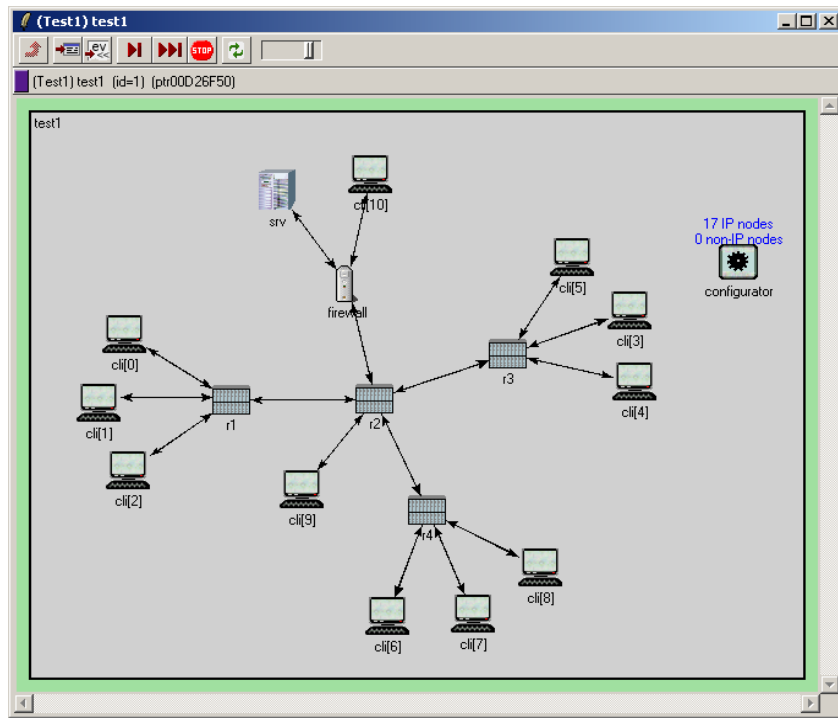 (Test1) test1
ev
<<
STOP
(Test1) test1 (id=1) (ptr00D26F50)
test1
srv
cli[10]
17 IP nodes
0 non-IP nodes
configurator
cli[5]
firewall
cli[3]
cli[0]
r3
cli[4]
cli[1]
r1
r2
cli[2]
cli[9]
r4
cli[8]
cli[6]
cli[7]